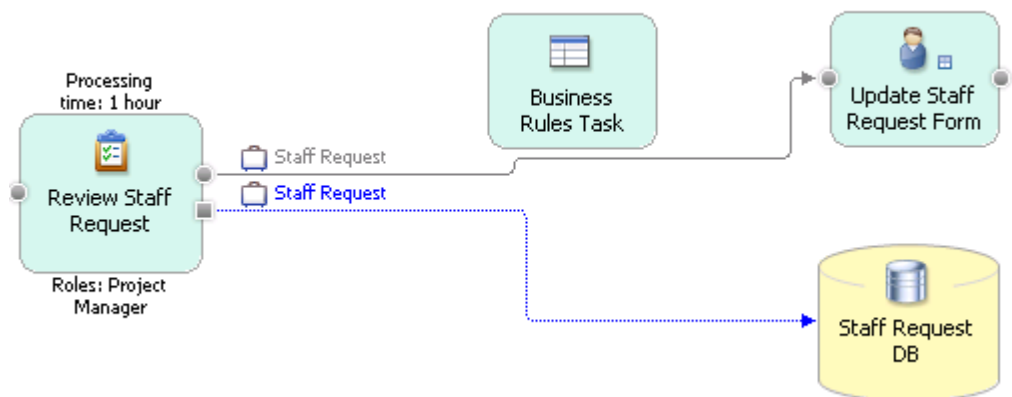 Processing
time: 1 hour
Review Staff
Request
Roles: Project
Manager
Staff Request
Staff Request
Business
Rules Task
Update Staff
Request Form
Staff Request
DB